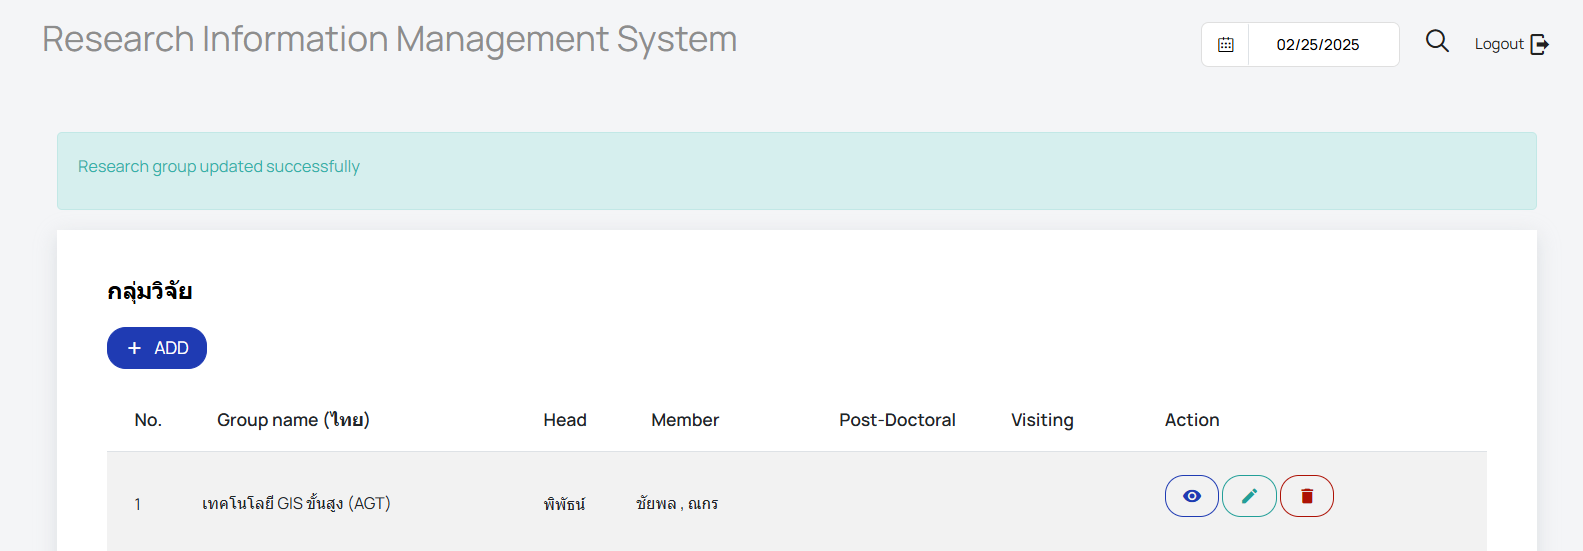 Research Information Management System
02/25/2025
Logout
Research group updated successfully
กลุ่มวิจัย
+ ADD
No. Group name (ไทย) Head Member Post-Doctoral Visiting Action
1 เทคโนโลยี GIS ขั้นสูง (AGT) พิพัธน์ ชัยพล , ณกร